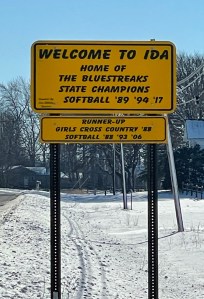 WELCOME TO IDA
HOME OF
THE BLUESTREAKS
STATE CHAMPIONS
SOFTBALL '89 '94 '17
RUNNER-UP
GIRLS CROSS COUNTRY '88
SOFTBALL '88 '93 '06